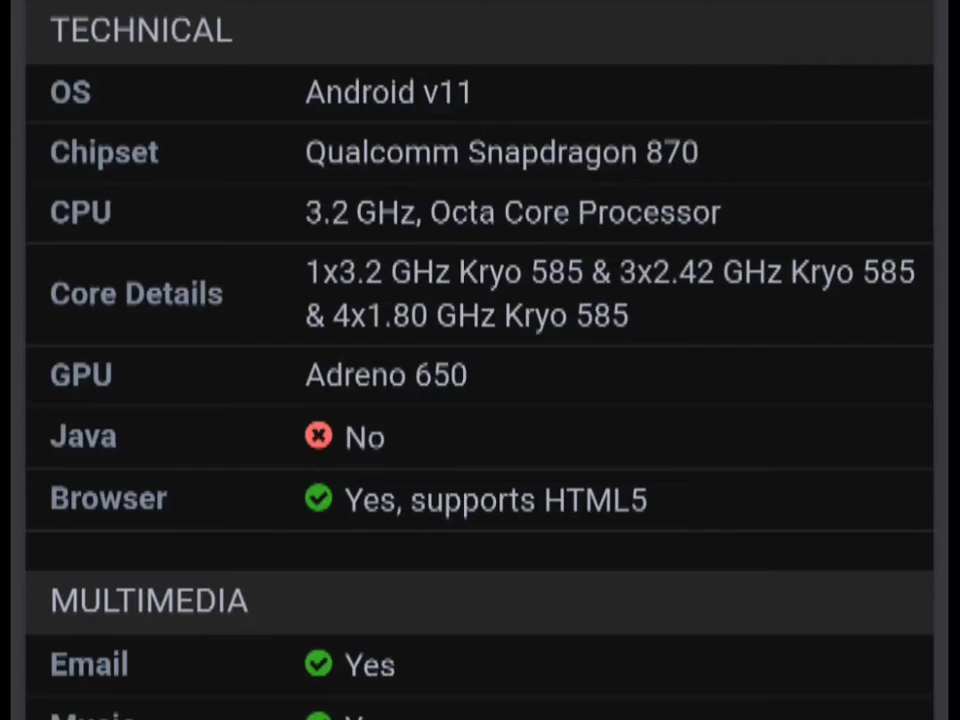 TECHNICAL
OS Android v11
Chipset Qualcomm Snapdragon 870
CPU 3.2 GHz, Octa Core Processor
Core Details 1x3.2 GHz Kryo 585 & 3x2.42 GHz Kryo 585
& 4x1.80 GHz Kryo 585
GPU Adreno 650
Java No
Browser Yes, supports HTML5
MULTIMEDIA
Email Yes